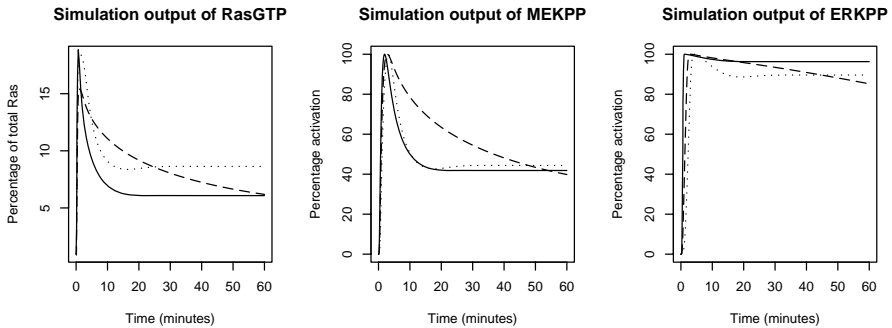 Simulation output of RasGTP
Percentage of total Ras
5
10
15
0 10 20 30 40 50 60
Time (minutes)
Simulation output of MEKPP
Percentage activation
0
20
40
60
80
100
0 10 20 30 40 50 60
Time (minutes)
Simulation output of ERKPP
Percentage activation
0
20
40
60
80
100
0 10 20 30 40 50 60
Time (minutes)